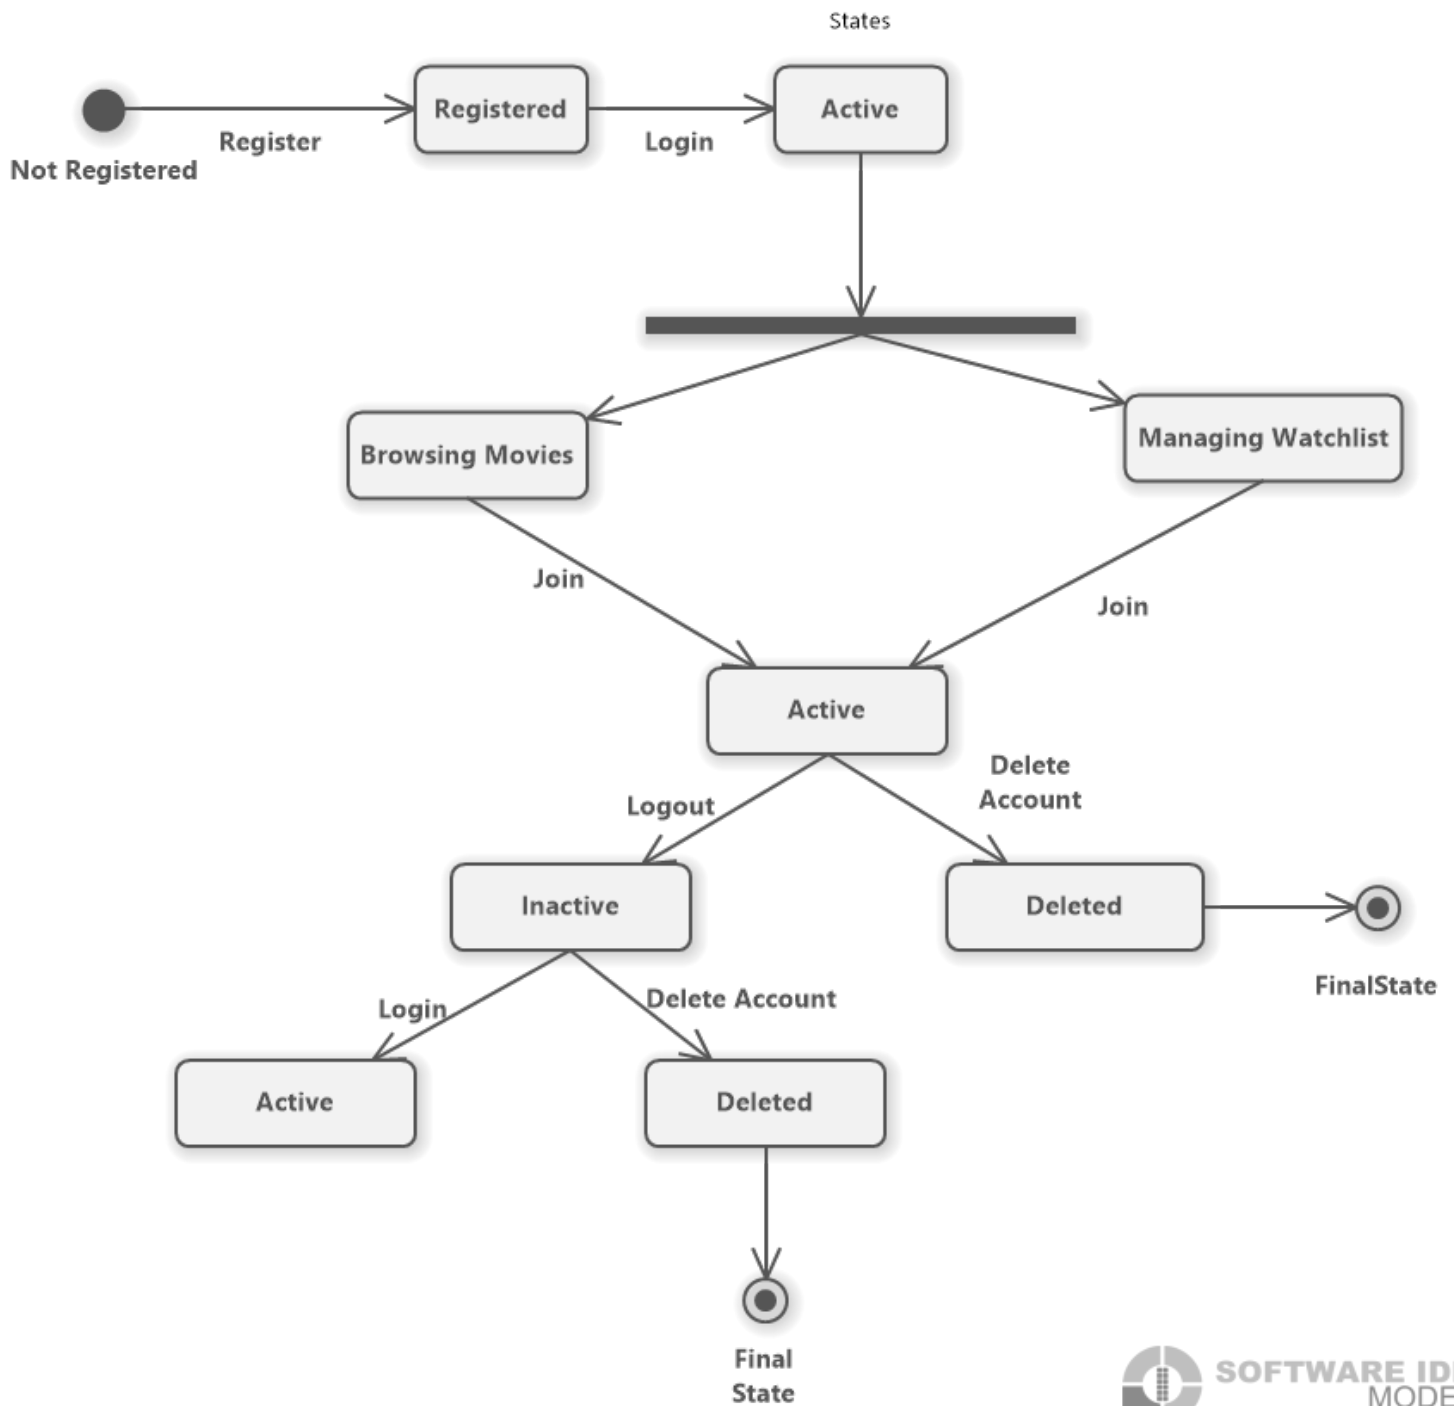 States
Registered
Active
Register
Login
Not Registered
Browsing Movies
Managing Watchlist
Join
Join
Active
Delete
Account
Logout
Inactive
Deleted
FinalState
Login
Delete Account
Active
Deleted
Final
State
SOFTWARE IDE
MODE